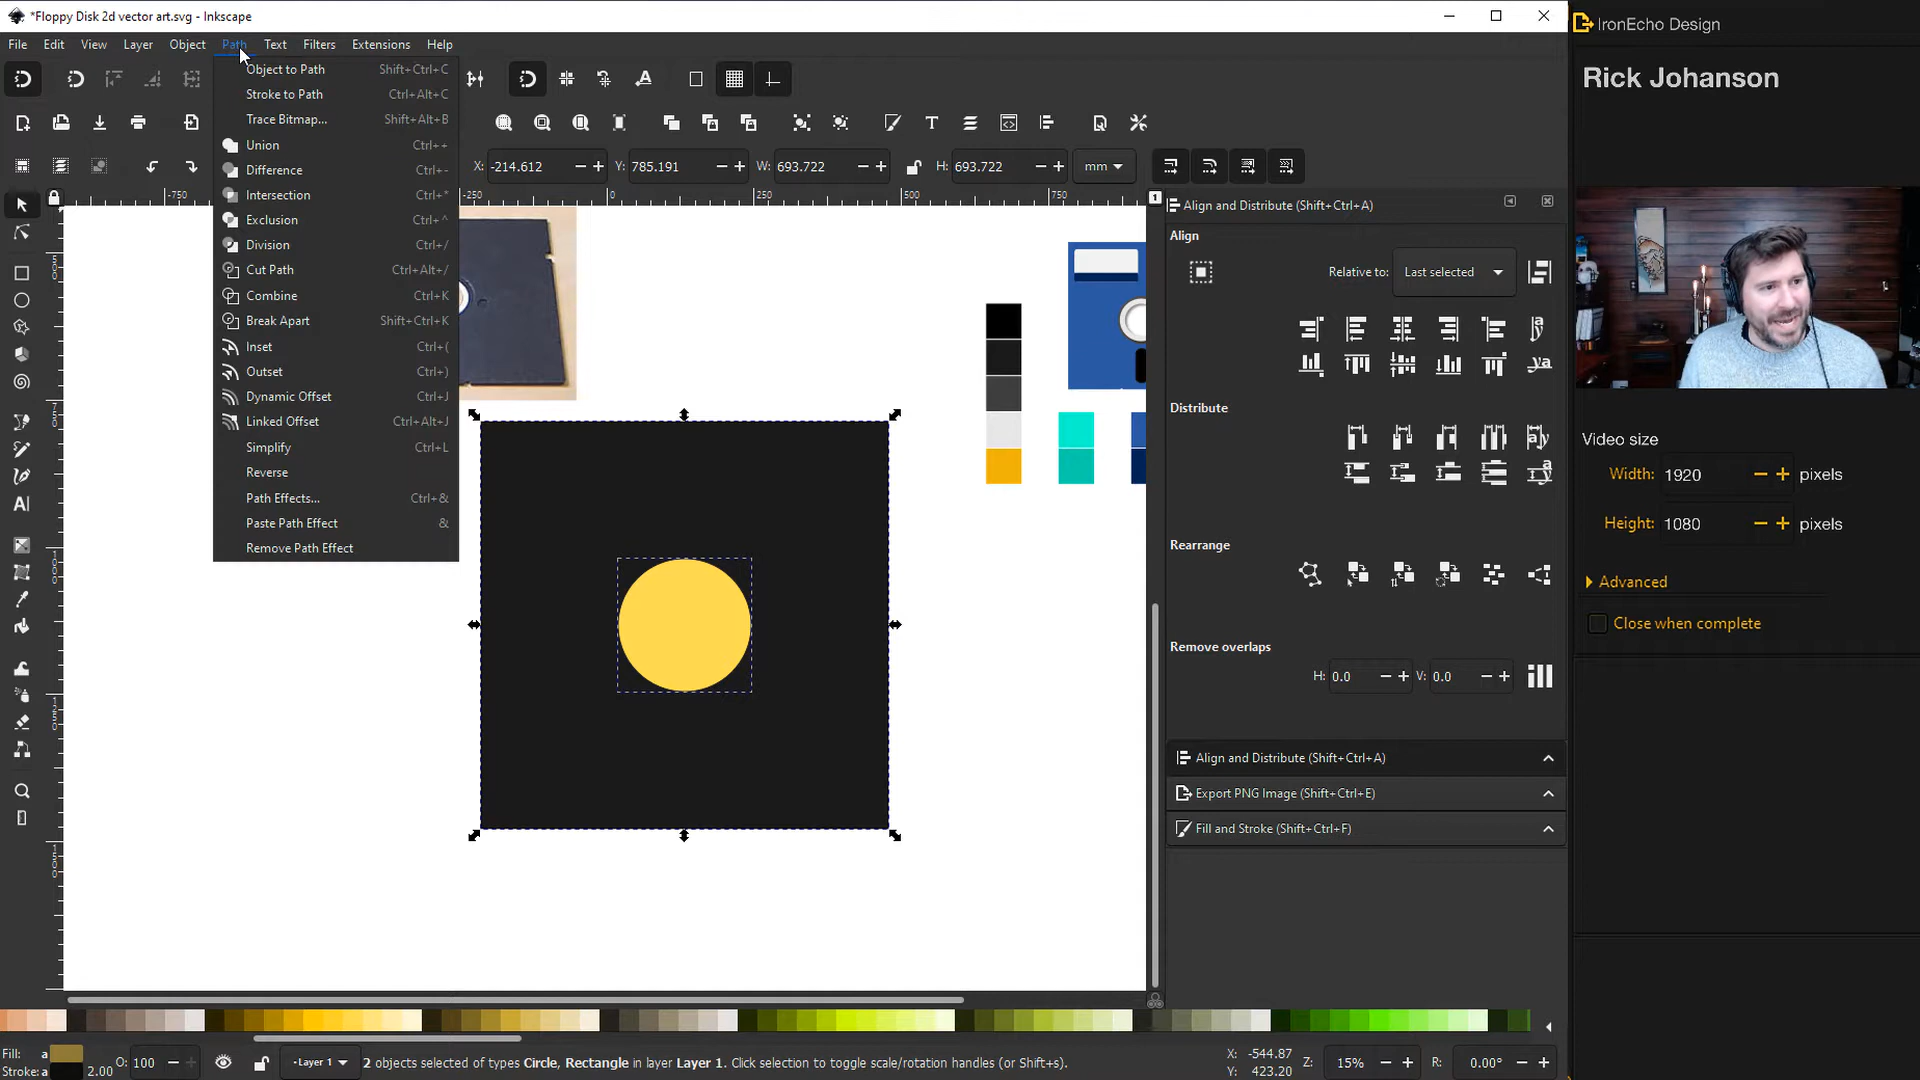 *Floppy Disk 2d vector art.svg - Inkscape
IronEcho Design
File Edit View Layer Object Path Text Filters Extensions Help
Rick Johanson
Object to Path Shift+Ctrl+C
Stroke to Path Ctrl+Alt+C
Trace Bitmap... Shift+Alt+B
Union Ctrl++
Difference Ctrl+-
Intersection Ctrl+*
Exclusion Ctrl+^
Division Ctrl+/
Cut Path Ctrl+Alt+/
Combine Ctrl+K
Break Apart Shift+Ctrl+K
Inset Ctrl+(
Outset Ctrl+)
Dynamic Offset Ctrl+J
Linked Offset Ctrl+Alt+J
Simplify Ctrl+L
Reverse
Path Effects... Ctrl+&
Paste Path Effect &
Remove Path Effect
X: -214.612 Y: 785.191 W: 693.722 H: 693.722 mm
-750 -250 0 250 500 750
1
Align and Distribute (Shift+Ctrl+A)
Align
Relative to: Last selected
Distribute
Rearrange
Remove overlaps
H: 0.0 V: 0.0
Align and Distribute (Shift+Ctrl+A)
Export PNG Image (Shift+Ctrl+E)
Fill and Stroke (Shift+Ctrl+F)
Video size
Width: 1920 pixels
Height: 1080 pixels
Advanced
Close when complete
Fill: a O: 100
Stroke: a 2.00
-Layer 1
2 objects selected of types Circle, Rectangle in layer Layer 1. Click selection to toggle scale/rotation handles (or Shift+s).
X: -544.87
Y: 423.20
Z: 15% R: 0.00°